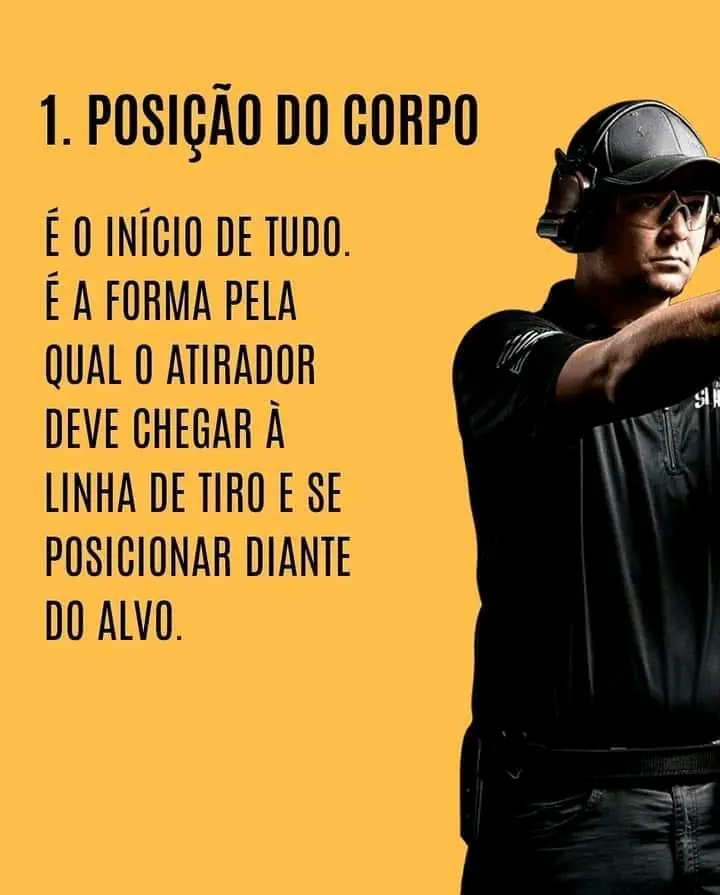 1. POSIÇÃO DO CORPO
É O INÍCIO DE TUDO.
É A FORMA PELA
QUAL O ATIRADOR
DEVE CHEGAR À
LINHA DE TIRO E SE
POSICIONAR DIANTE
DO ALVO.